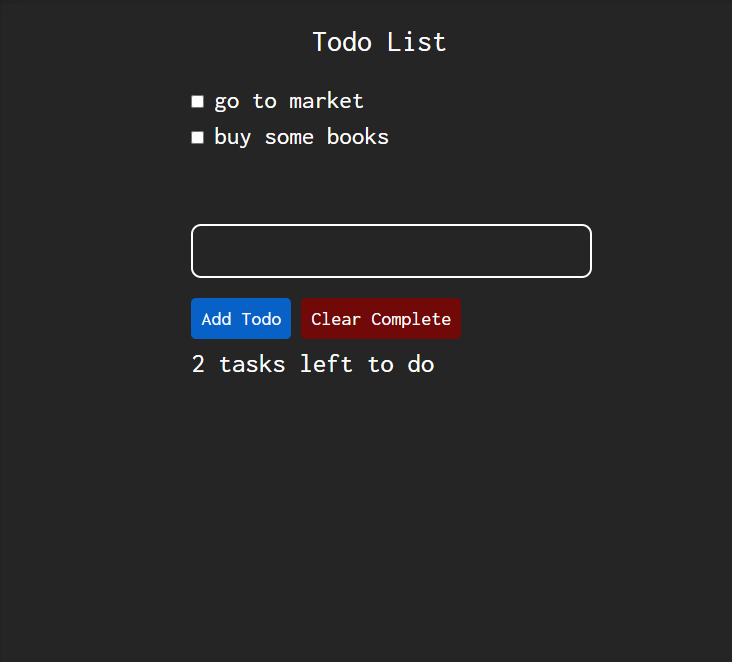 Todo List
go to market
buy some books
Add Todo Clear Complete
2 tasks left to do